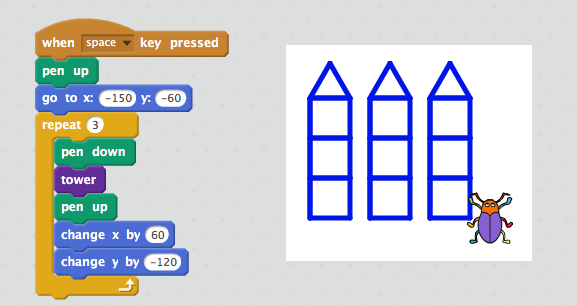 when space key pressed
pen up
go to x: -150 y: -60
repeat 3
pen down
tower
pen up
change x by 60
change y by -120